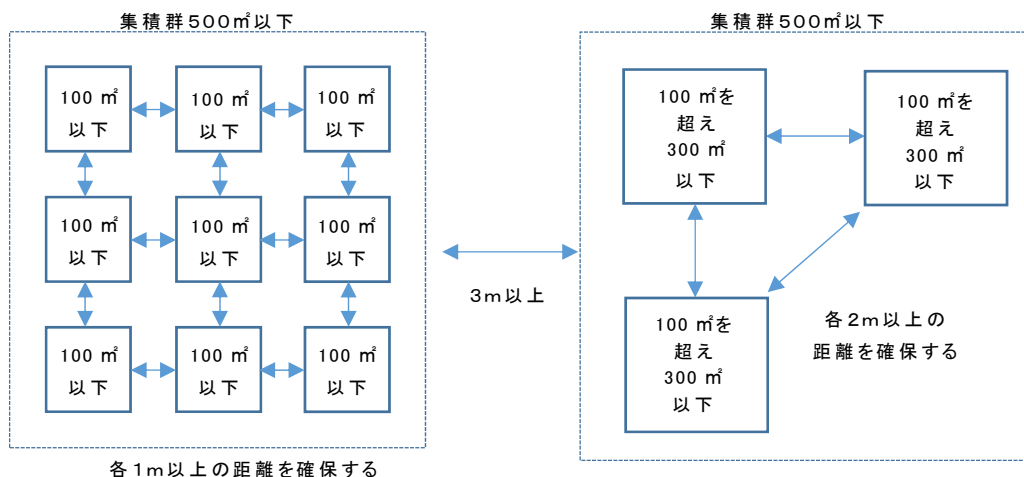 集積群500㎡以下
100 ㎡
以下
100 ㎡
以下
100 ㎡
以下
100 ㎡
以下
100 ㎡
以下
100 ㎡
以下
100 ㎡
以下
100 ㎡
以下
100 ㎡
以下
各1m以上の距離を確保する
3m以上
集積群500㎡以下
100 ㎡を
超え
300 ㎡
以下
100 ㎡を
超え
300 ㎡
以下
100 ㎡を
超え
300 ㎡
以下
各2m以上の
距離を確保する